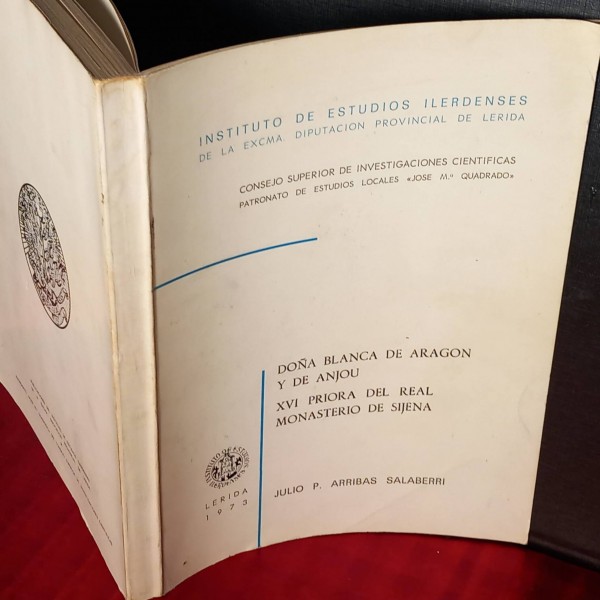 INSTITUTO DE ESTUDIOS ILERDENSES
DE LA EXCMA. DIPUTACION PROVINCIAL DE LERIDA
CONSEJO SUPERIOR DE INVESTIGACIONES CIENTIFICAS
PATRONATO DE ESTUDIOS LOCALES «JOSE M.ª QUADRADO»
DOÑA BLANCA DE ARAGON
Y DE ANJOU
XVI PRIORA DEL REAL
MONASTERIO DE SIJENA
LERIDA
1973
JULIO P. ARRIBAS SALABERRI